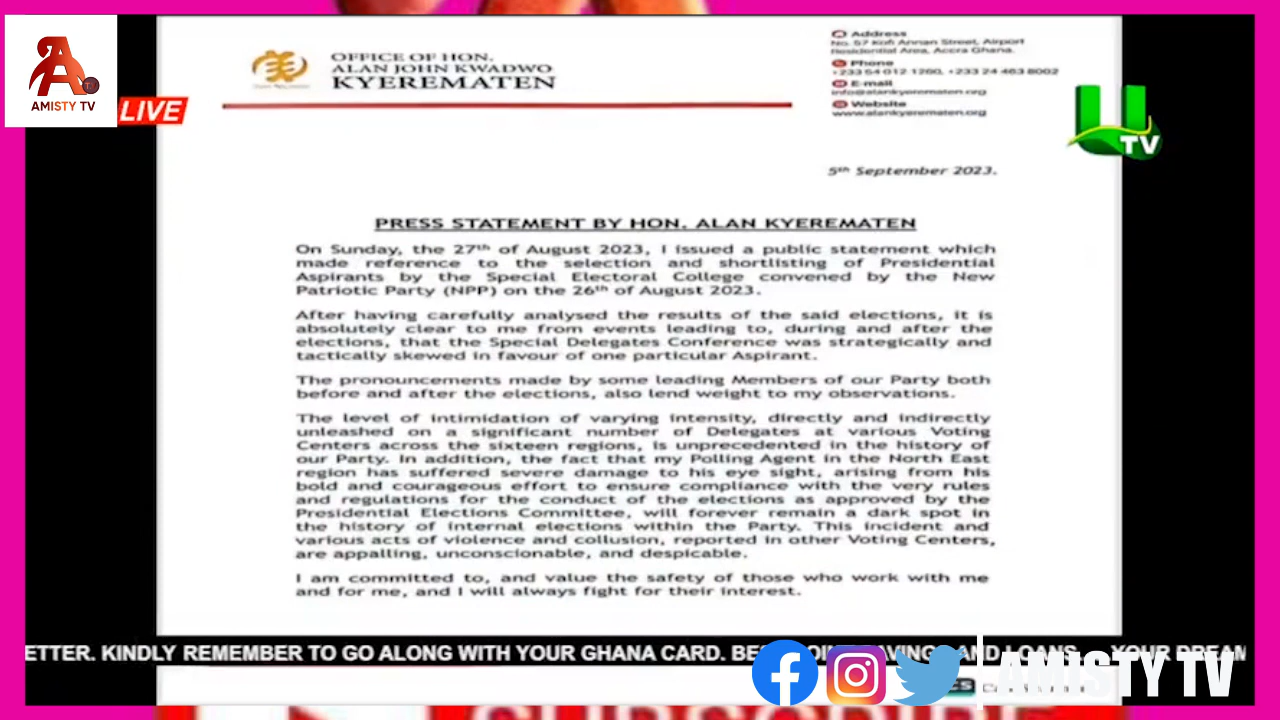 AMISTY TV
LIVE
OFFICE OF HON.
ALAN JOHN KWADWO
KYEREMATEN
Address
No. 57 Kofi Annan Street, Airport
Residential Area, Accra Ghana.
Phone
+233 54 012 1260, +233 24 463 8002
E-mail
info@alankyerematen.org
Website
www.alankyerematen.org
U
TV
5th September 2023.
PRESS STATEMENT BY HON. ALAN KYEREMATEN
On Sunday, the 27th of August 2023, I issued a public statement which
made reference to the selection and shortlisting of Presidential
Aspirants by the Special Electoral College convened by the New
Patriotic Party (NPP) on the 26th of August 2023.
After having carefully analysed the results of the said elections, it is
absolutely clear to me from events leading to, during and after the
elections, that the Special Delegates Conference was strategically and
tactically skewed in favour of one particular Aspirant.
The pronouncements made by some leading Members of our Party both
before and after the elections, also lend weight to my observations.
The level of intimidation of varying intensity, directly and indirectly
unleashed on a significant number of Delegates at various Voting
Centers across the sixteen regions, is unprecedented in the history of
our Party. In addition, the fact that my Polling Agent in the North East
region has suffered severe damage to his eye sight, arising from his
bold and courageous effort to ensure compliance with the very rules
and regulations for the conduct of the elections as approved by the
Presidential Elections Committee, will forever remain a dark spot in
the history of internal elections within the Party. This incident and
various acts of violence and collusion, reported in other Voting Centers,
are appalling, unconscionable, and despicable.
I am committed to, and value the safety of those who work with me
and for me, and I will always fight for their interest.
ETTER. KINDLY REMEMBER TO GO ALONG WITH YOUR GHANA CARD. AND LOANS YOUR DREAM
AMISTY TV